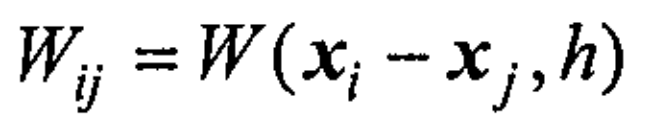 W_{ij} = W(x_i − x_j, h)